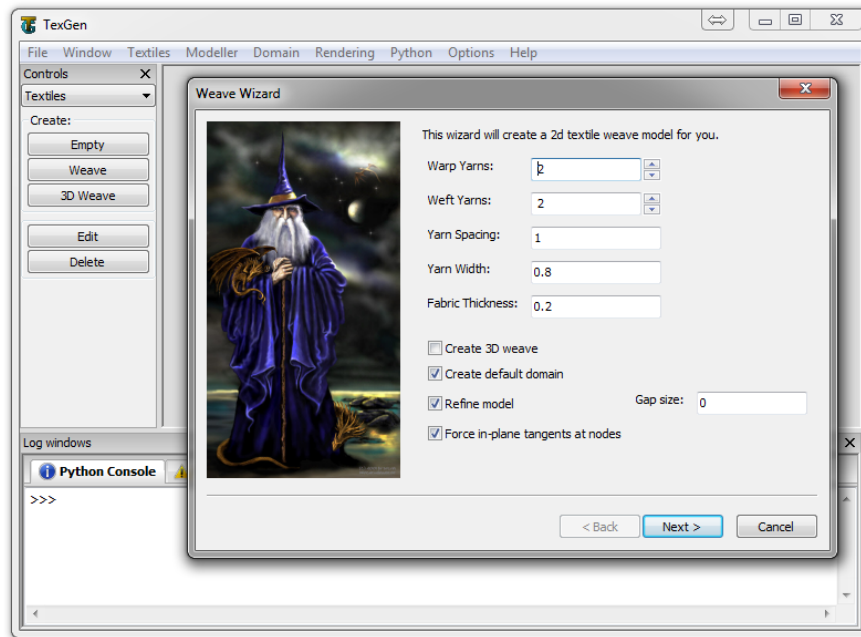 TexGen
File Window Textiles Modeller Domain Rendering Python Options Help
Controls
Textiles
Create:
Empty
Weave
3D Weave
Edit
Delete
Weave Wizard
This wizard will create a 2d textile weave model for you.
Warp Yarns: 2
Weft Yarns: 2
Yarn Spacing: 1
Yarn Width: 0.8
Fabric Thickness: 0.2
Create 3D weave
Create default domain
Refine model Gap size: 0
Force in-plane tangents at nodes
< Back Next > Cancel
Log windows
Python Console
>>>